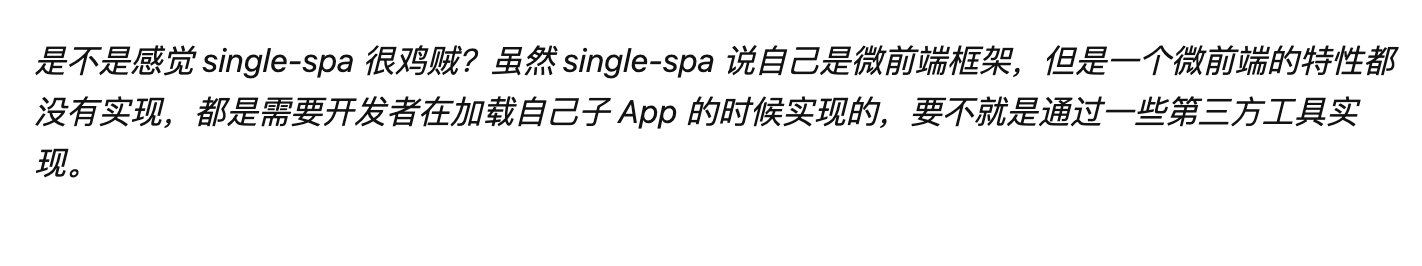 是不是感觉 single-spa 很鸡贼？虽然 single-spa 说自己是微前端框架，但是一个微前端的特性都
没有实现，都是需要开发者在加载自己子 App 的时候实现的，要不就是通过一些第三方工具实
现。